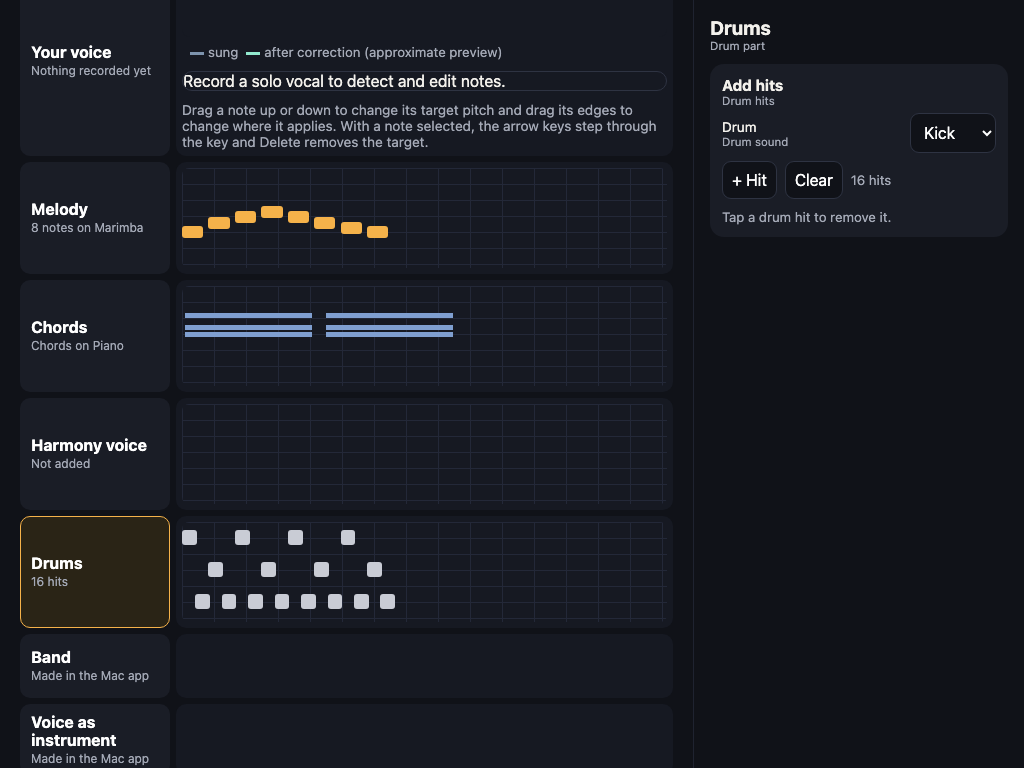 Your voice
Nothing recorded yet
sung
after correction (approximate preview)
Record a solo vocal to detect and edit notes.
Drag a note up or down to change its target pitch and drag its edges to
change where it applies. With a note selected, the arrow keys step through
the key and Delete removes the target.
Melody
8 notes on Marimba
Chords
Chords on Piano
Harmony voice
Not added
Drums
16 hits
Band
Made in the Mac app
Voice as
instrument
Made in the Mac app
Drums
Drum part
Add hits
Drum hits
Drum
Drum sound
Kick
+ Hit
Clear
16 hits
Tap a drum hit to remove it.